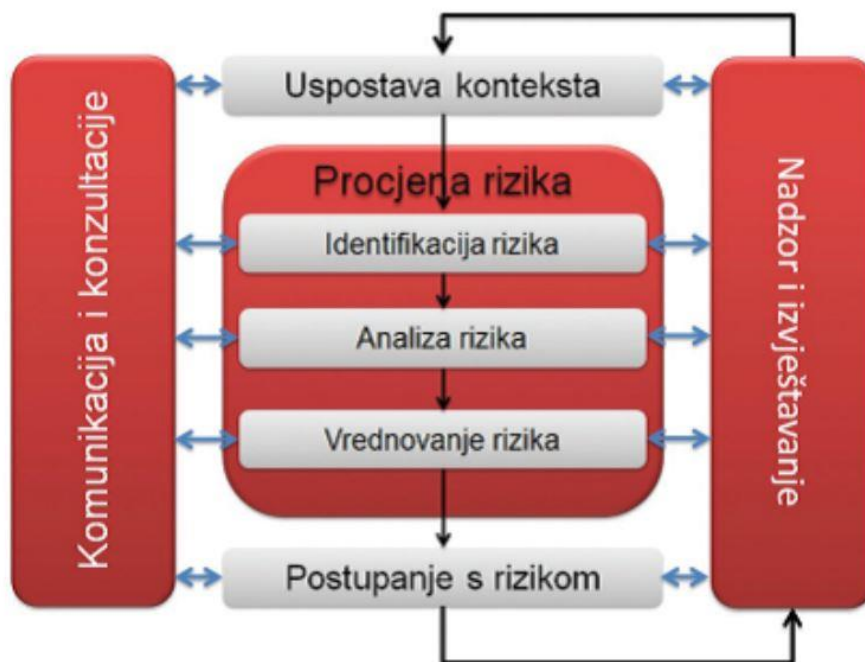 Komunikacija i konzultacije
Uspostava konteksta
Procjena rizika
Identifikacija rizika
Analiza rizika
Vrednovanje rizika
Postupanje s rizikom
Nadzor i izvještavanje